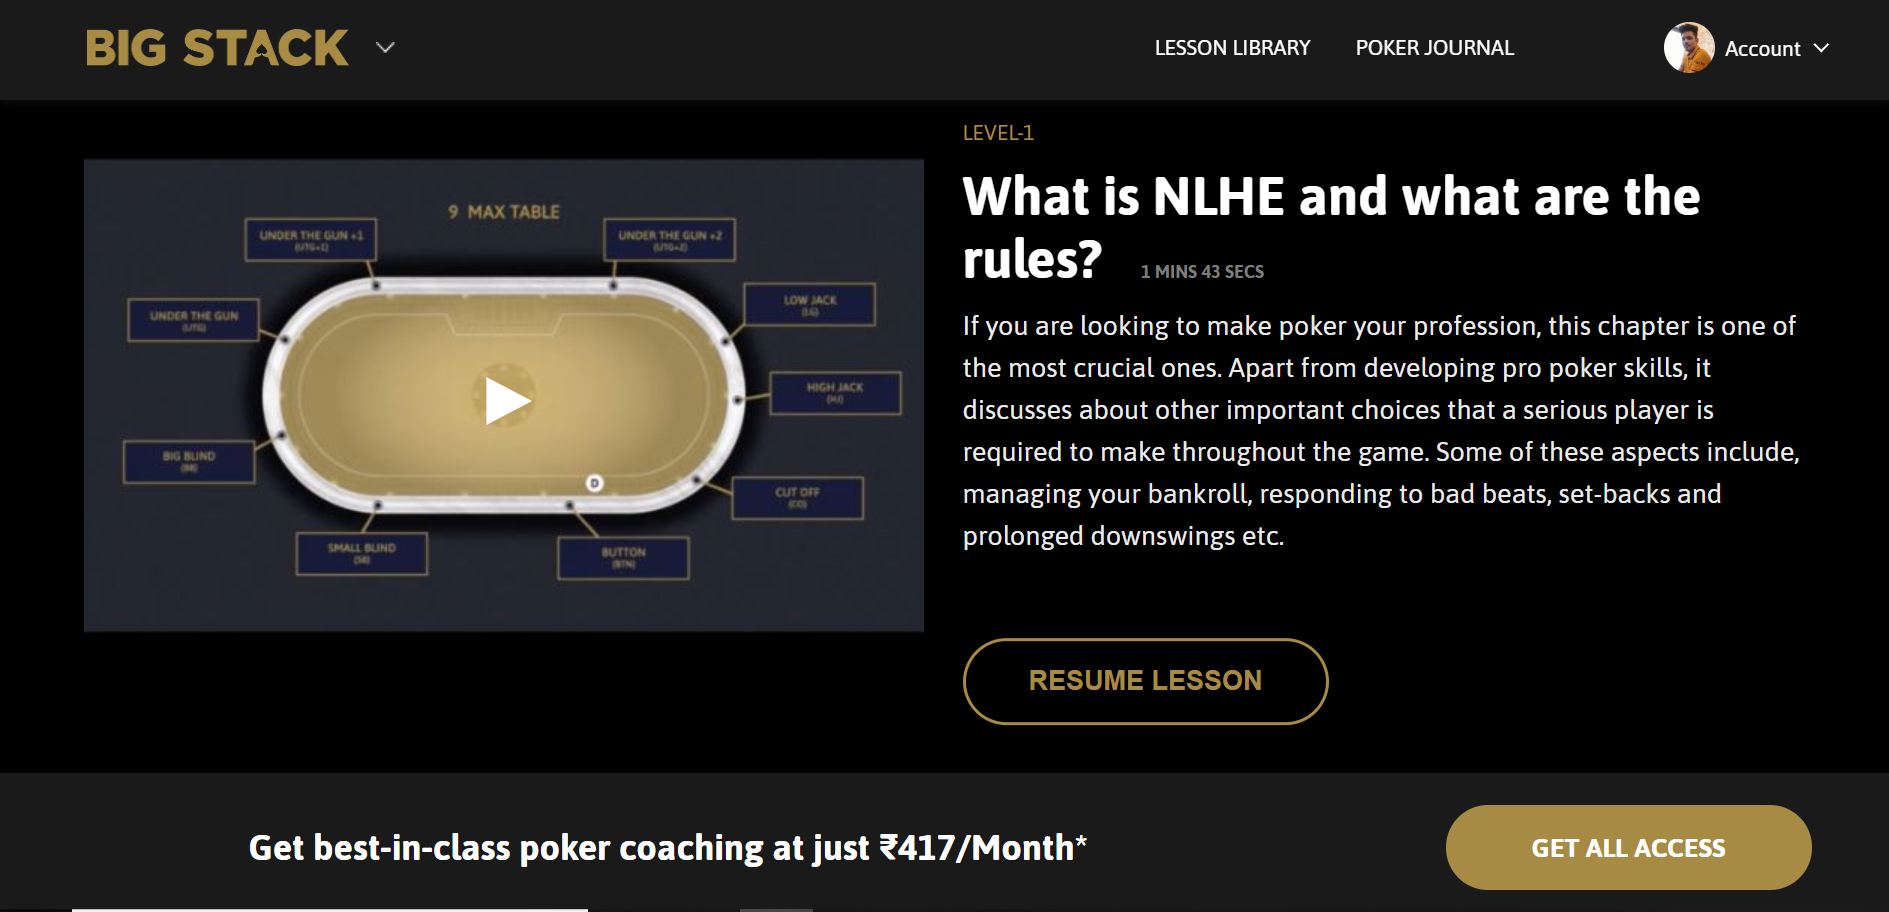 BIG STACK
LESSON LIBRARY
POKER JOURNAL
Account
9 MAX TABLE
UNDER THE GUN +1
(UTG+1)
UNDER THE GUN +2
(UTG+2)
UNDER THE GUN
(UTG)
LOW JACK
HIGH JACK
(HJ)
BIG BLIND
(BB)
D
CUT OFF
(CO)
SMALL BLIND
(SB)
BUTTON
(BTN)
LEVEL-1
What is NLHE and what are the
rules? 1 MINS 43 SECS
If you are looking to make poker your profession, this chapter is one of
the most crucial ones. Apart from developing pro poker skills, it
discusses about other important choices that a serious player is
required to make throughout the game. Some of these aspects include,
managing your bankroll, responding to bad beats, set-backs and
prolonged downswings etc.
RESUME LESSON
Get best-in-class poker coaching at just ₹417/Month*
GET ALL ACCESS